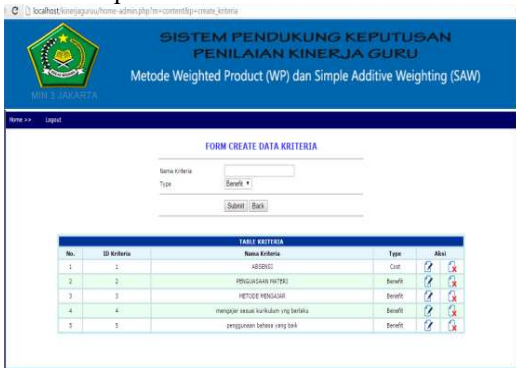 localhost/kinerjaguruu/home-admin.php?m=content&p=create_kriteria
SISTEM PENDUKUNG KEPUTUSAN
PENILAIAN KINERJA GURU
Metode Weighted Product (WP) dan Simple Additive Weighting (SAW)
MIN 3 JAKARTA
Home >> Logout
FORM CREATE DATA KRITERIA
Nama Kriteria
Type Benefit
Submit Back
TABLE KRITERIA
No. ID Kriteria Nama Kriteria Type Aksi
1 1 ABSENSI Cost
2 2 PENGUASAAN MATERI Benefit
3 3 METODE MENGAJAR Benefit
4 4 mengajar sesuai kurikulum yng berlaku Benefit
5 5 penggunaan bahasa yang baik Benefit